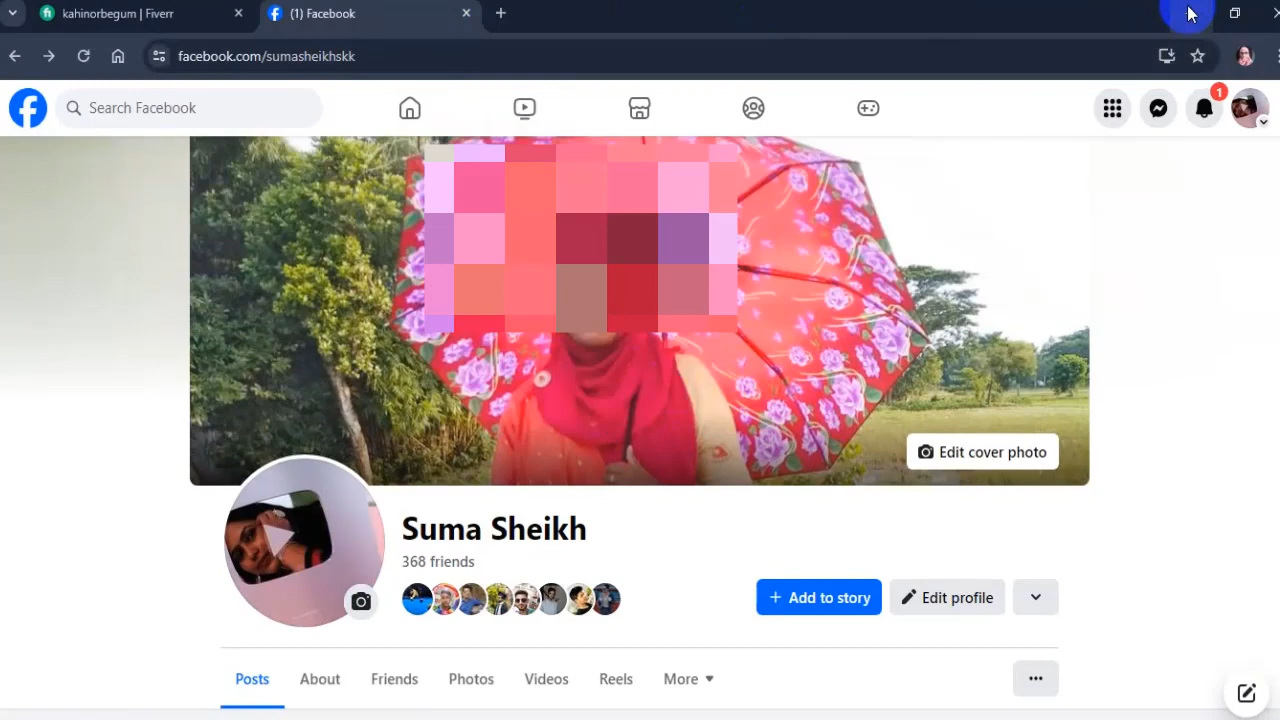 kahinorbegum | Fiverr
(1) Facebook
facebook.com/sumasheikhskk
Search Facebook
1
Edit cover photo
Suma Sheikh
368 friends
+ Add to story
Edit profile
Posts About Friends Photos Videos Reels More